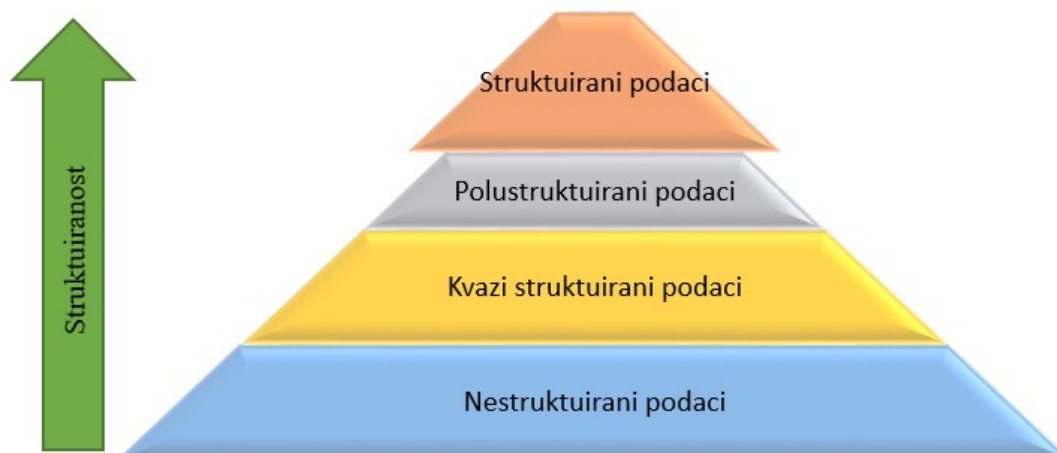 Struktuiranost
Struktuirani podaci
Polustruktuirani podaci
Kvazi struktuirani podaci
Nestruktuirani podaci